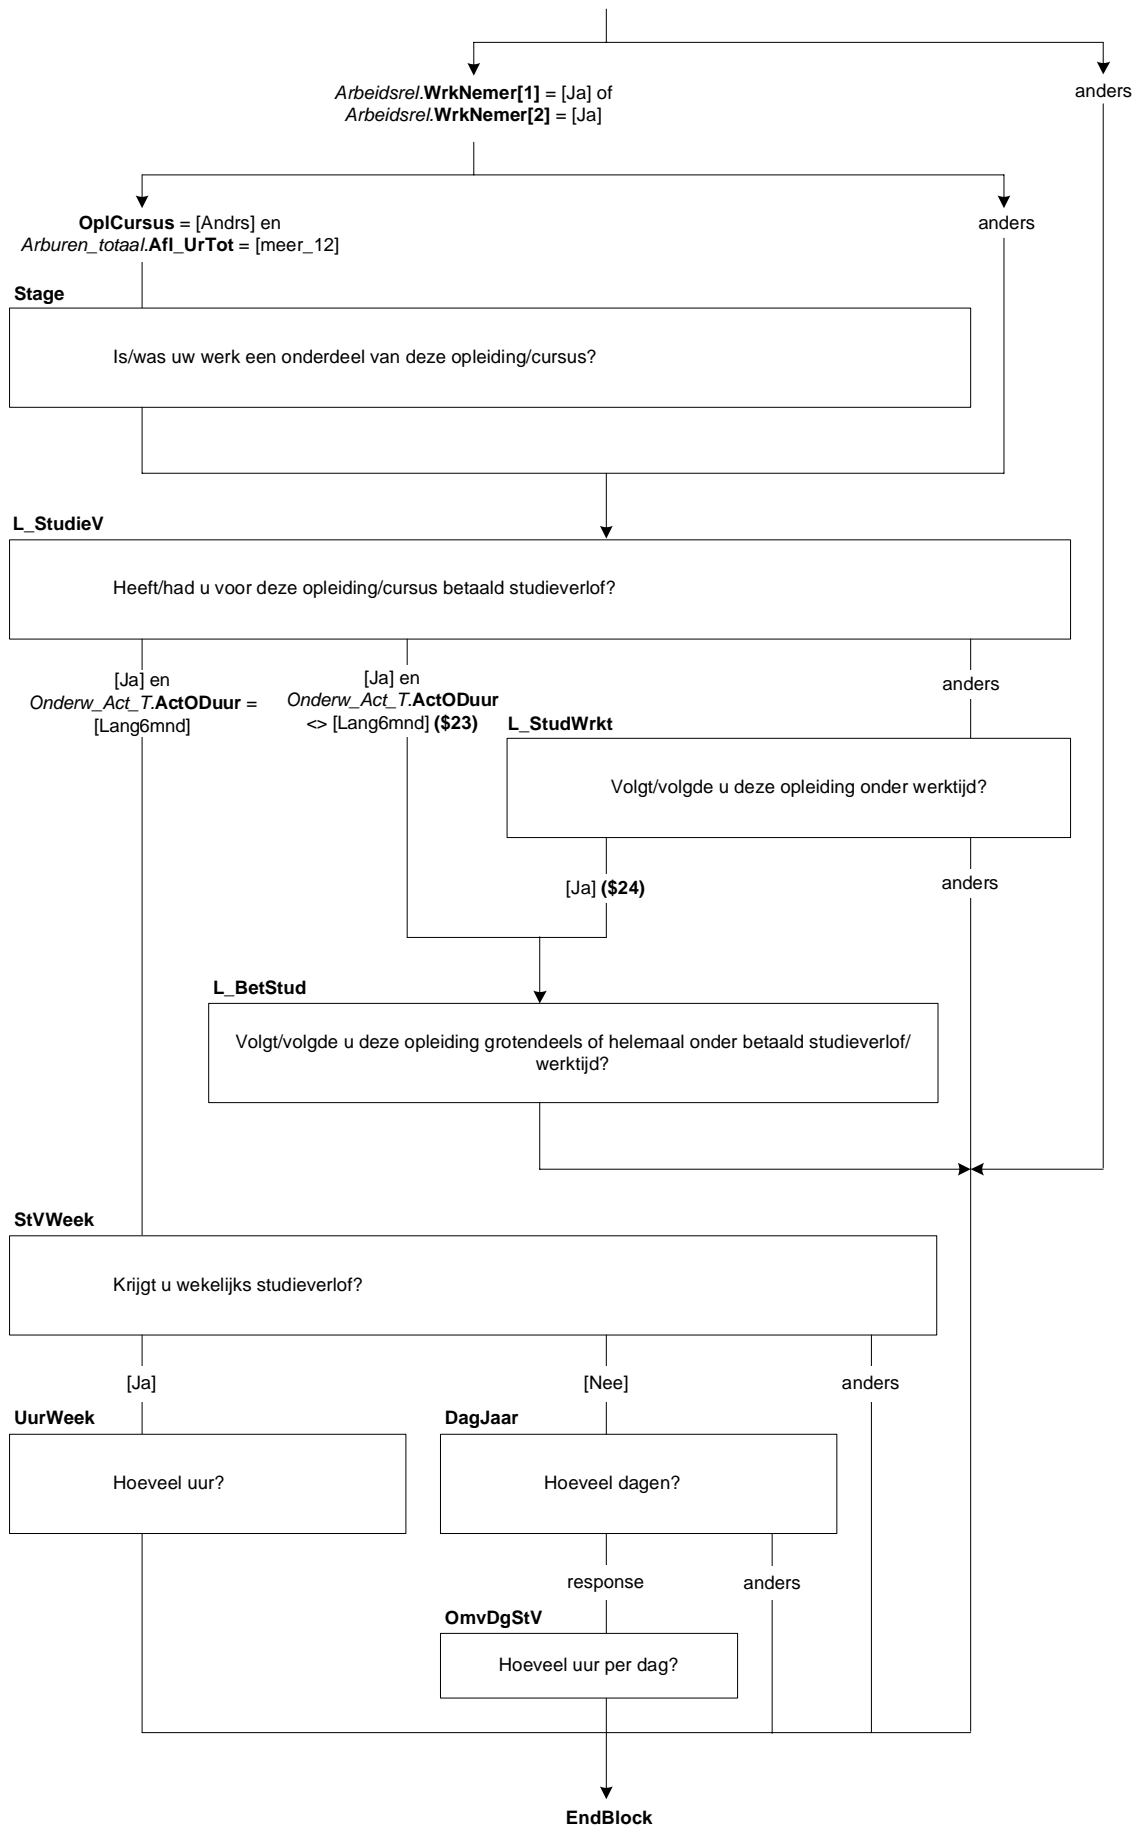 Arbeidsrel.WrkNemer[1] = [Ja] of
Arbeidsrel.WrkNemer[2] = [Ja]
anders
OplCursus = [Andrs] en
Arburen_totaal.Afl_UrTot = [meer_12]
anders
Stage
Is/was uw werk een onderdeel van deze opleiding/cursus?
L_StudieV
Heeft/had u voor deze opleiding/cursus betaald studieverlof?
[Ja] en
Onderw_Act_T.ActODuur =
[Lang6mnd]
[Ja] en
Onderw_Act_T.ActODuur
<> [Lang6mnd] ($23)
anders
L_StudWrkt
Volgt/volgde u deze opleiding onder werktijd?
[Ja] ($24)
anders
L_BetStud
Volgt/volgde u deze opleiding grotendeels of helemaal onder betaald studieverlof/
werktijd?
StVWeek
Krijgt u wekelijks studieverlof?
[Ja]
[Nee]
anders
UurWeek
Hoeveel uur?
DagJaar
Hoeveel dagen?
response
anders
OmvDgStV
Hoeveel uur per dag?
EndBlock